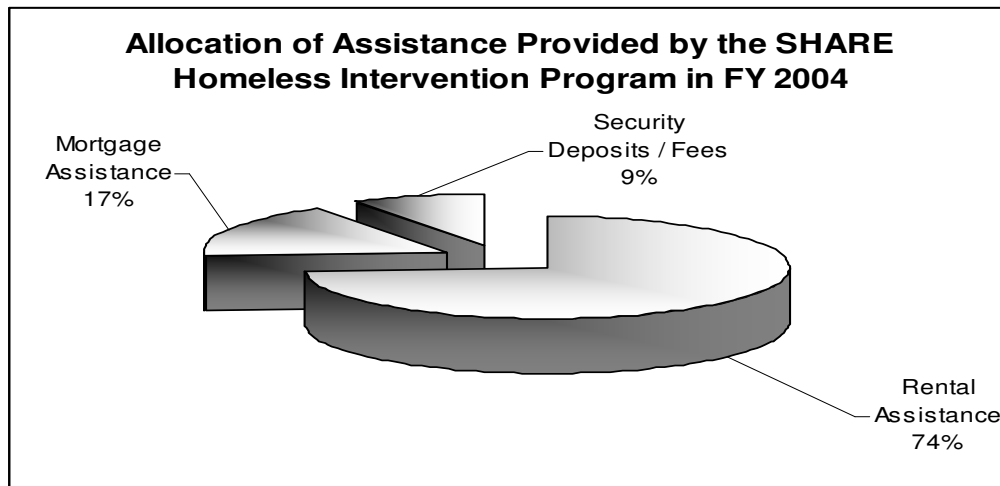 Allocation of Assistance Provided by the SHARE
Homeless Intervention Program in FY 2004
Security
Deposits / Fees
9%
Mortgage
Assistance
17%
Rental
Assistance
74%